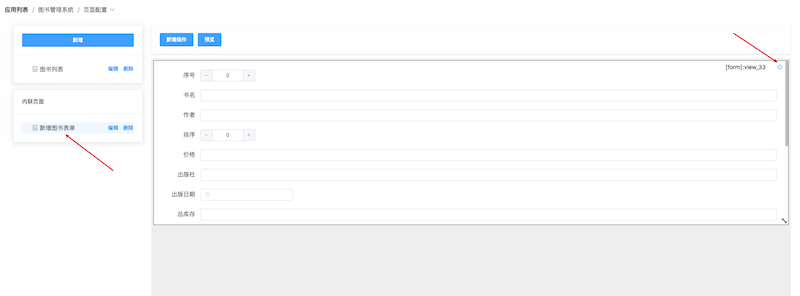 应用列表 / 图书管理系统 / 页面配置
新增
新增组件 预览
图书列表 编辑 删除
内联页面
新增图书表单 编辑 删除
[form]:view_33
序号 − 0 +
书名
作者
排序 − 0 +
价格
出版社
出版日期
总库存